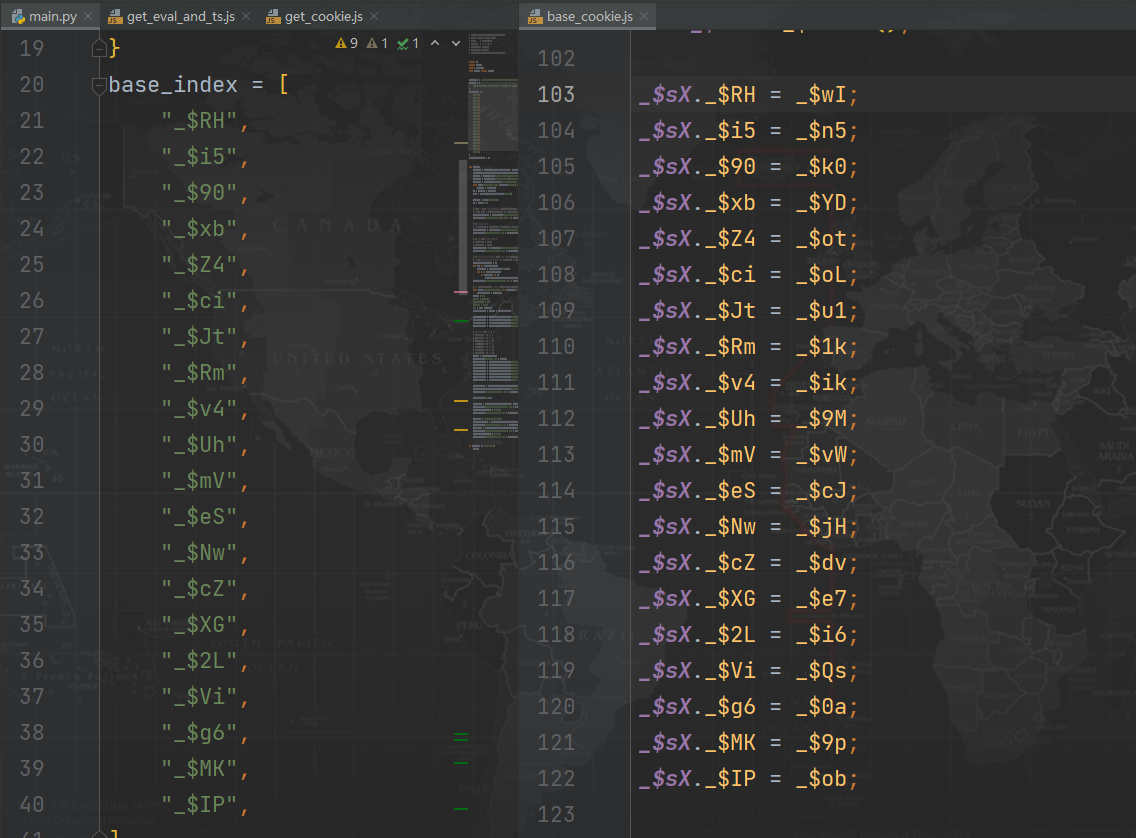 main.py get_eval_and_ts.js get_cookie.js
9 1 1
19 }
20 base_index = [
21 "_$RH",
22 "_$i5",
23 "_$90",
24 "_$xb",
25 "_$Z4",
26 "_$ci",
27 "_$Jt",
28 "_$Rm",
29 "_$v4",
30 "_$Uh",
31 "_$mV",
32 "_$eS",
33 "_$Nw",
34 "_$cZ",
35 "_$XG",
36 "_$2L",
37 "_$Vi",
38 "_$g6",
39 "_$MK",
40 "_$IP",
41 ]
base_cookie.js
102
103 _$sX._$RH = _$wI;
104 _$sX._$i5 = _$n5;
105 _$sX._$90 = _$k0;
106 _$sX._$xb = _$YD;
107 _$sX._$Z4 = _$ot;
108 _$sX._$ci = _$oL;
109 _$sX._$Jt = _$u1;
110 _$sX._$Rm = _$1k;
111 _$sX._$v4 = _$ik;
112 _$sX._$Uh = _$9M;
113 _$sX._$mV = _$vW;
114 _$sX._$eS = _$cJ;
115 _$sX._$Nw = _$jH;
116 _$sX._$cZ = _$dv;
117 _$sX._$XG = _$e7;
118 _$sX._$2L = _$i6;
119 _$sX._$Vi = _$Qs;
120 _$sX._$g6 = _$0a;
121 _$sX._$MK = _$9p;
122 _$sX._$IP = _$ob;
123
CANADA
UNITED STATES
MEXICO